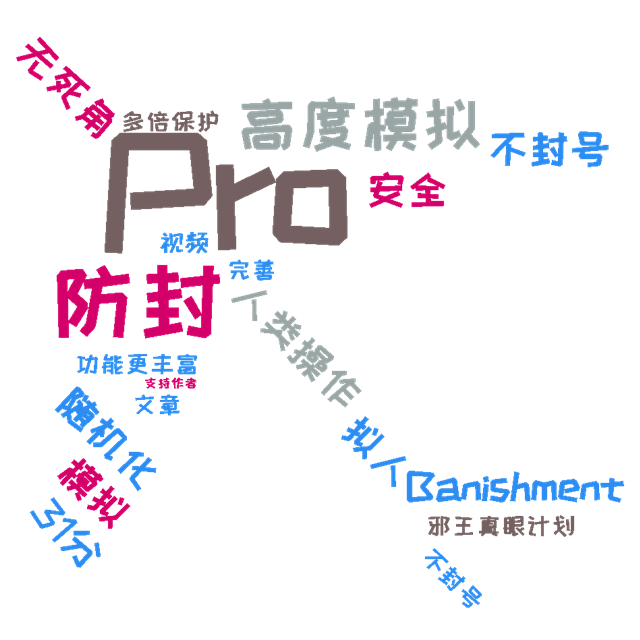 无死角
多倍保护
高度模拟
不封号
Pro
安全
视频
完善
防封
人类操作
功能更丰富
支持作者
文章
随机化
拟人
模拟
31分
Banishment
邪王真眼计划
不封号